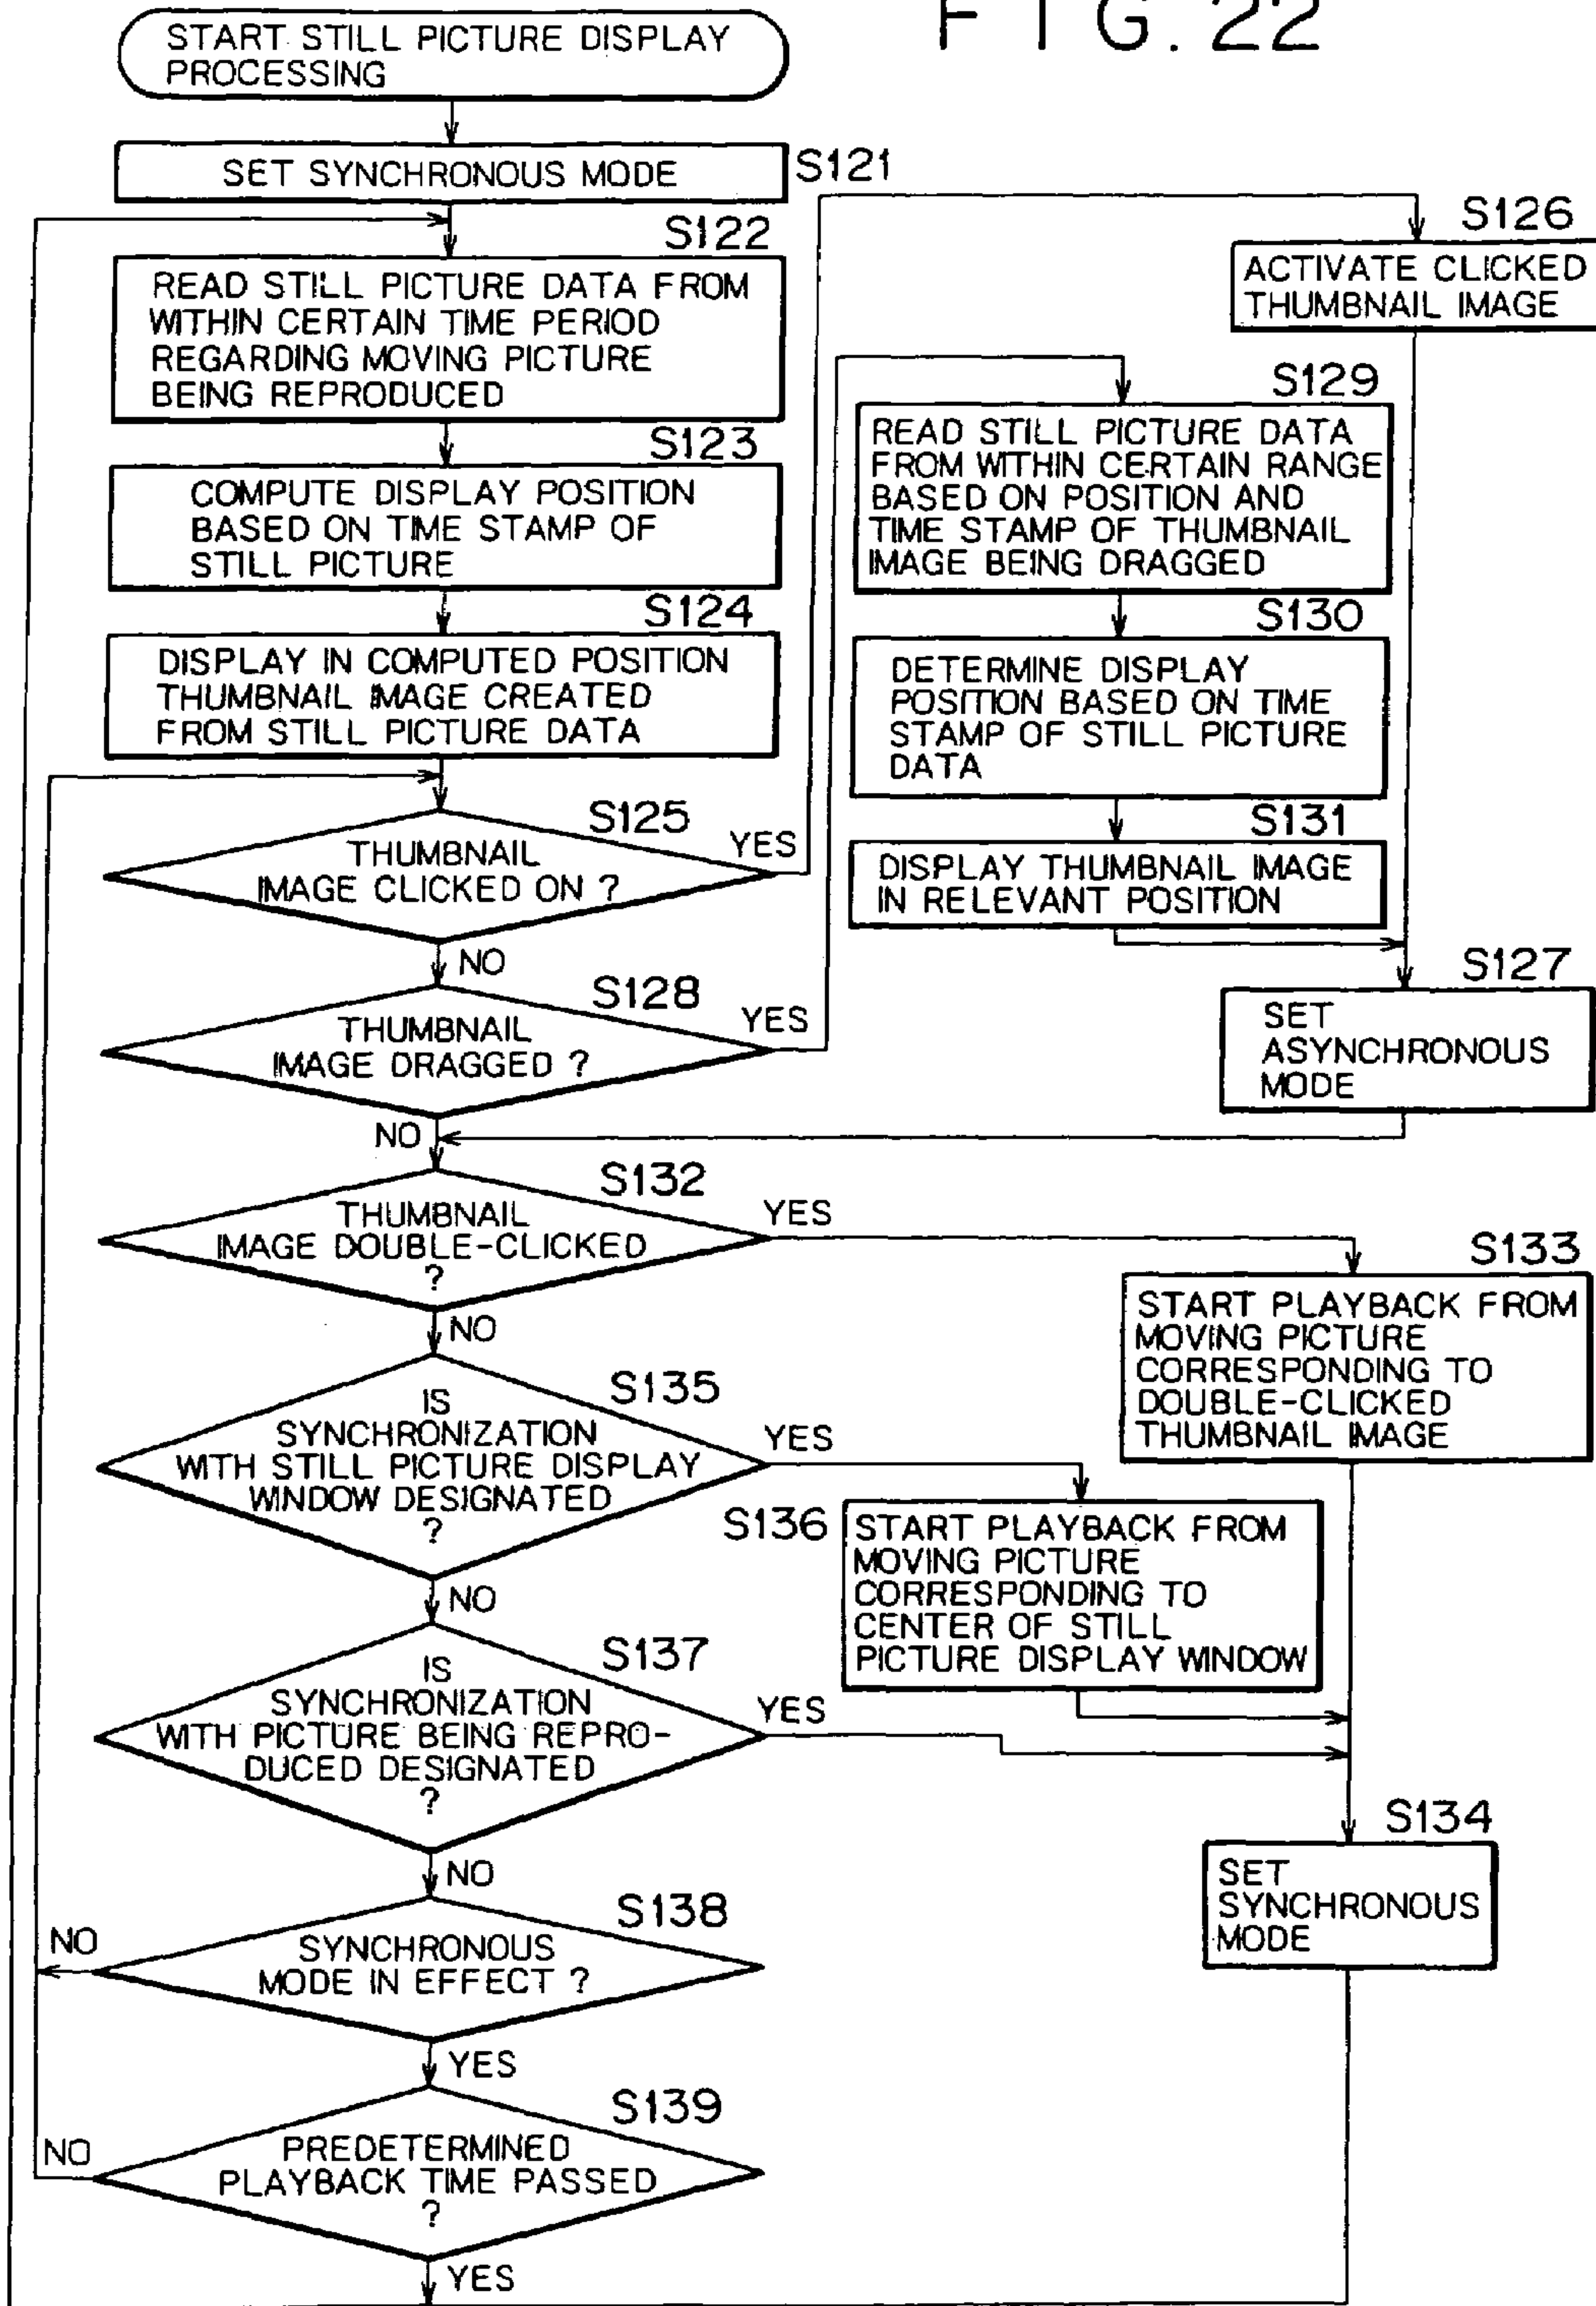 FIG. 22
START STILL PICTURE DISPLAY
PROCESSING
SET SYNCHRONOUS MODE
S121
S122
READ STILL PICTURE DATA FROM
WITHIN CERTAIN TIME PERIOD
REGARDING MOVING PICTURE
BEING REPRODUCED
S123
COMPUTE DISPLAY POSITION
BASED ON TIME STAMP OF
STILL PICTURE
S124
DISPLAY IN COMPUTED POSITION
THUMBNAIL IMAGE CREATED
FROM STILL PICTURE DATA
S125
THUMBNAIL
IMAGE CLICKED ON ?
YES
NO
S126
ACTIVATE CLICKED
THUMBNAIL IMAGE
S128
THUMBNAIL
IMAGE DRAGGED ?
YES
NO
S129
READ STILL PICTURE DATA
FROM WITHIN CERTAIN RANGE
BASED ON POSITION AND
TIME STAMP OF THUMBNAIL
IMAGE BEING DRAGGED
S130
DETERMINE DISPLAY
POSITION BASED ON TIME
STAMP OF STILL PICTURE
DATA
S131
DISPLAY THUMBNAIL IMAGE
IN RELEVANT POSITION
S127
SET
ASYNCHRONOUS
MODE
S132
THUMBNAIL
IMAGE DOUBLE-CLICKED
?
YES
NO
S133
START PLAYBACK FROM
MOVING PICTURE
CORRESPONDING TO
DOUBLE-CLICKED
THUMBNAIL IMAGE
S135
IS
SYNCHRONIZATION
WITH STILL PICTURE DISPLAY
WINDOW DESIGNATED
?
YES
NO
S136
START PLAYBACK FROM
MOVING PICTURE
CORRESPONDING TO
CENTER OF STILL
PICTURE DISPLAY WINDOW
S137
IS
SYNCHRONIZATION
WITH PICTURE BEING REPRO-
DUCED DESIGNATED
?
YES
NO
S134
SET
SYNCHRONOUS
MODE
S138
SYNCHRONOUS
MODE IN EFFECT ?
NO
YES
S139
PREDETERMINED
PLAYBACK TIME PASSED
?
NO
YES